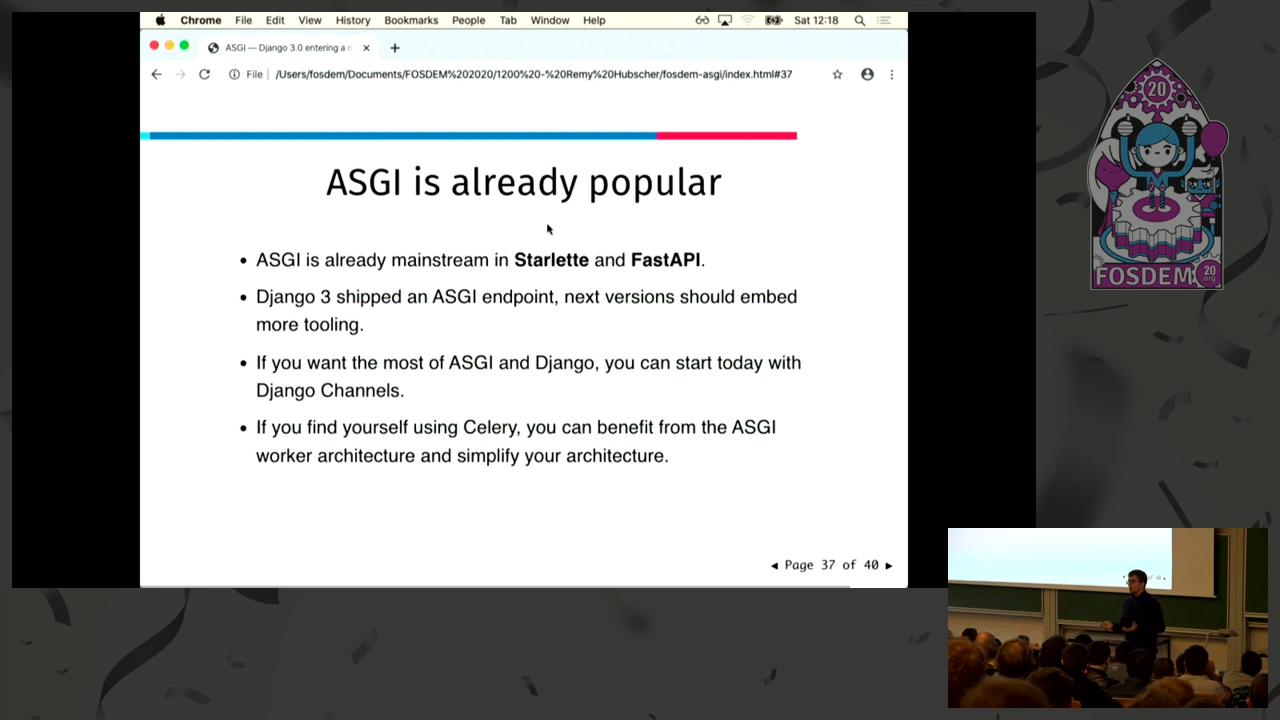 Chrome File Edit View History Bookmarks People Tab Window Help Sat 12:18
ASGI — Django 3.0 entering a
File /Users/fosdem/Documents/FOSDEM%202020/1200%20-%20Remy%20Hubscher/fosdem-asgi/index.html#37
ASGI is already popular
• ASGI is already mainstream in Starlette and FastAPI.
• Django 3 shipped an ASGI endpoint, next versions should embed
more tooling.
• If you want the most of ASGI and Django, you can start today with
Django Channels.
• If you find yourself using Celery, you can benefit from the ASGI
worker architecture and simplify your architecture.
◄ Page 37 of 40 ►
20
FOSDEM 20
.org